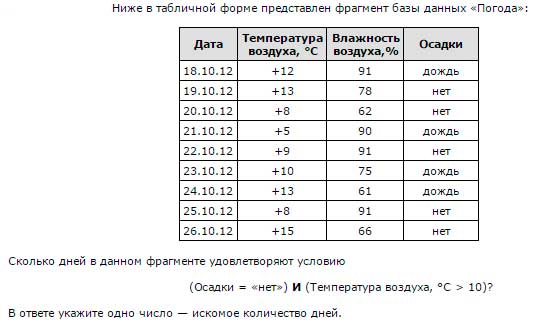 Ниже в табличной форме представлен фрагмент базы данных «Погода»:
Дата Температура воздуха, °C Влажность воздуха,% Осадки
18.10.12 +12 91 дождь
19.10.12 +13 78 нет
20.10.12 +8 62 нет
21.10.12 +5 90 дождь
22.10.12 +9 91 нет
23.10.12 +10 75 дождь
24.10.12 +13 61 дождь
25.10.12 +8 91 нет
26.10.12 +15 66 нет
Сколько дней в данном фрагменте удовлетворяют условию
(Осадки = «нет») И (Температура воздуха, °C > 10)?
В ответе укажите одно число — искомое количество дней.